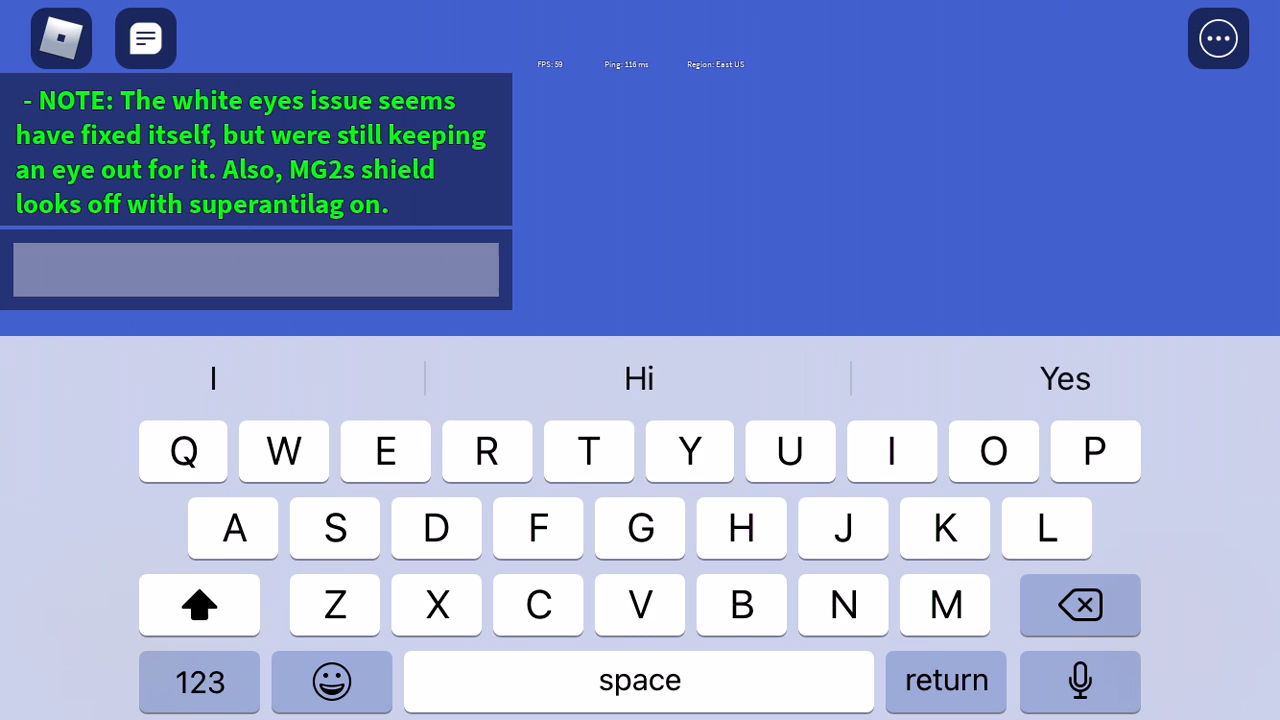 FPS: 59 Ping: 116 ms Region: East US
- NOTE: The white eyes issue seems
have fixed itself, but were still keeping
an eye out for it. Also, MG2s shield
looks off with superantilag on.
I Hi Yes
Q W E R T Y U I O P
A S D F G H J K L
Z X C V B N M
123 space return